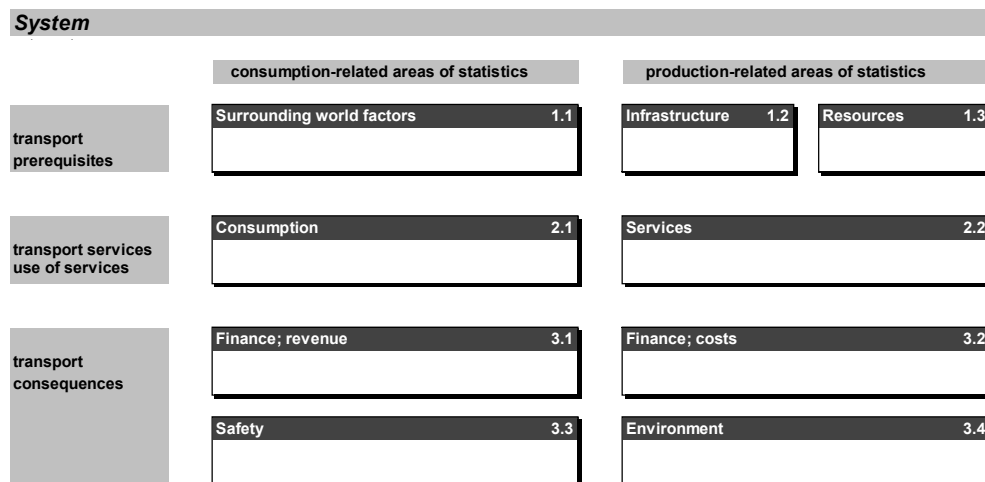 System
consumption-related areas of statistics
production-related areas of statistics
transport
prerequisites
Surrounding world factors 1.1
Infrastructure 1.2
Resources 1.3
transport services
use of services
Consumption 2.1
Services 2.2
transport
consequences
Finance; revenue 3.1
Finance; costs 3.2
Safety 3.3
Environment 3.4